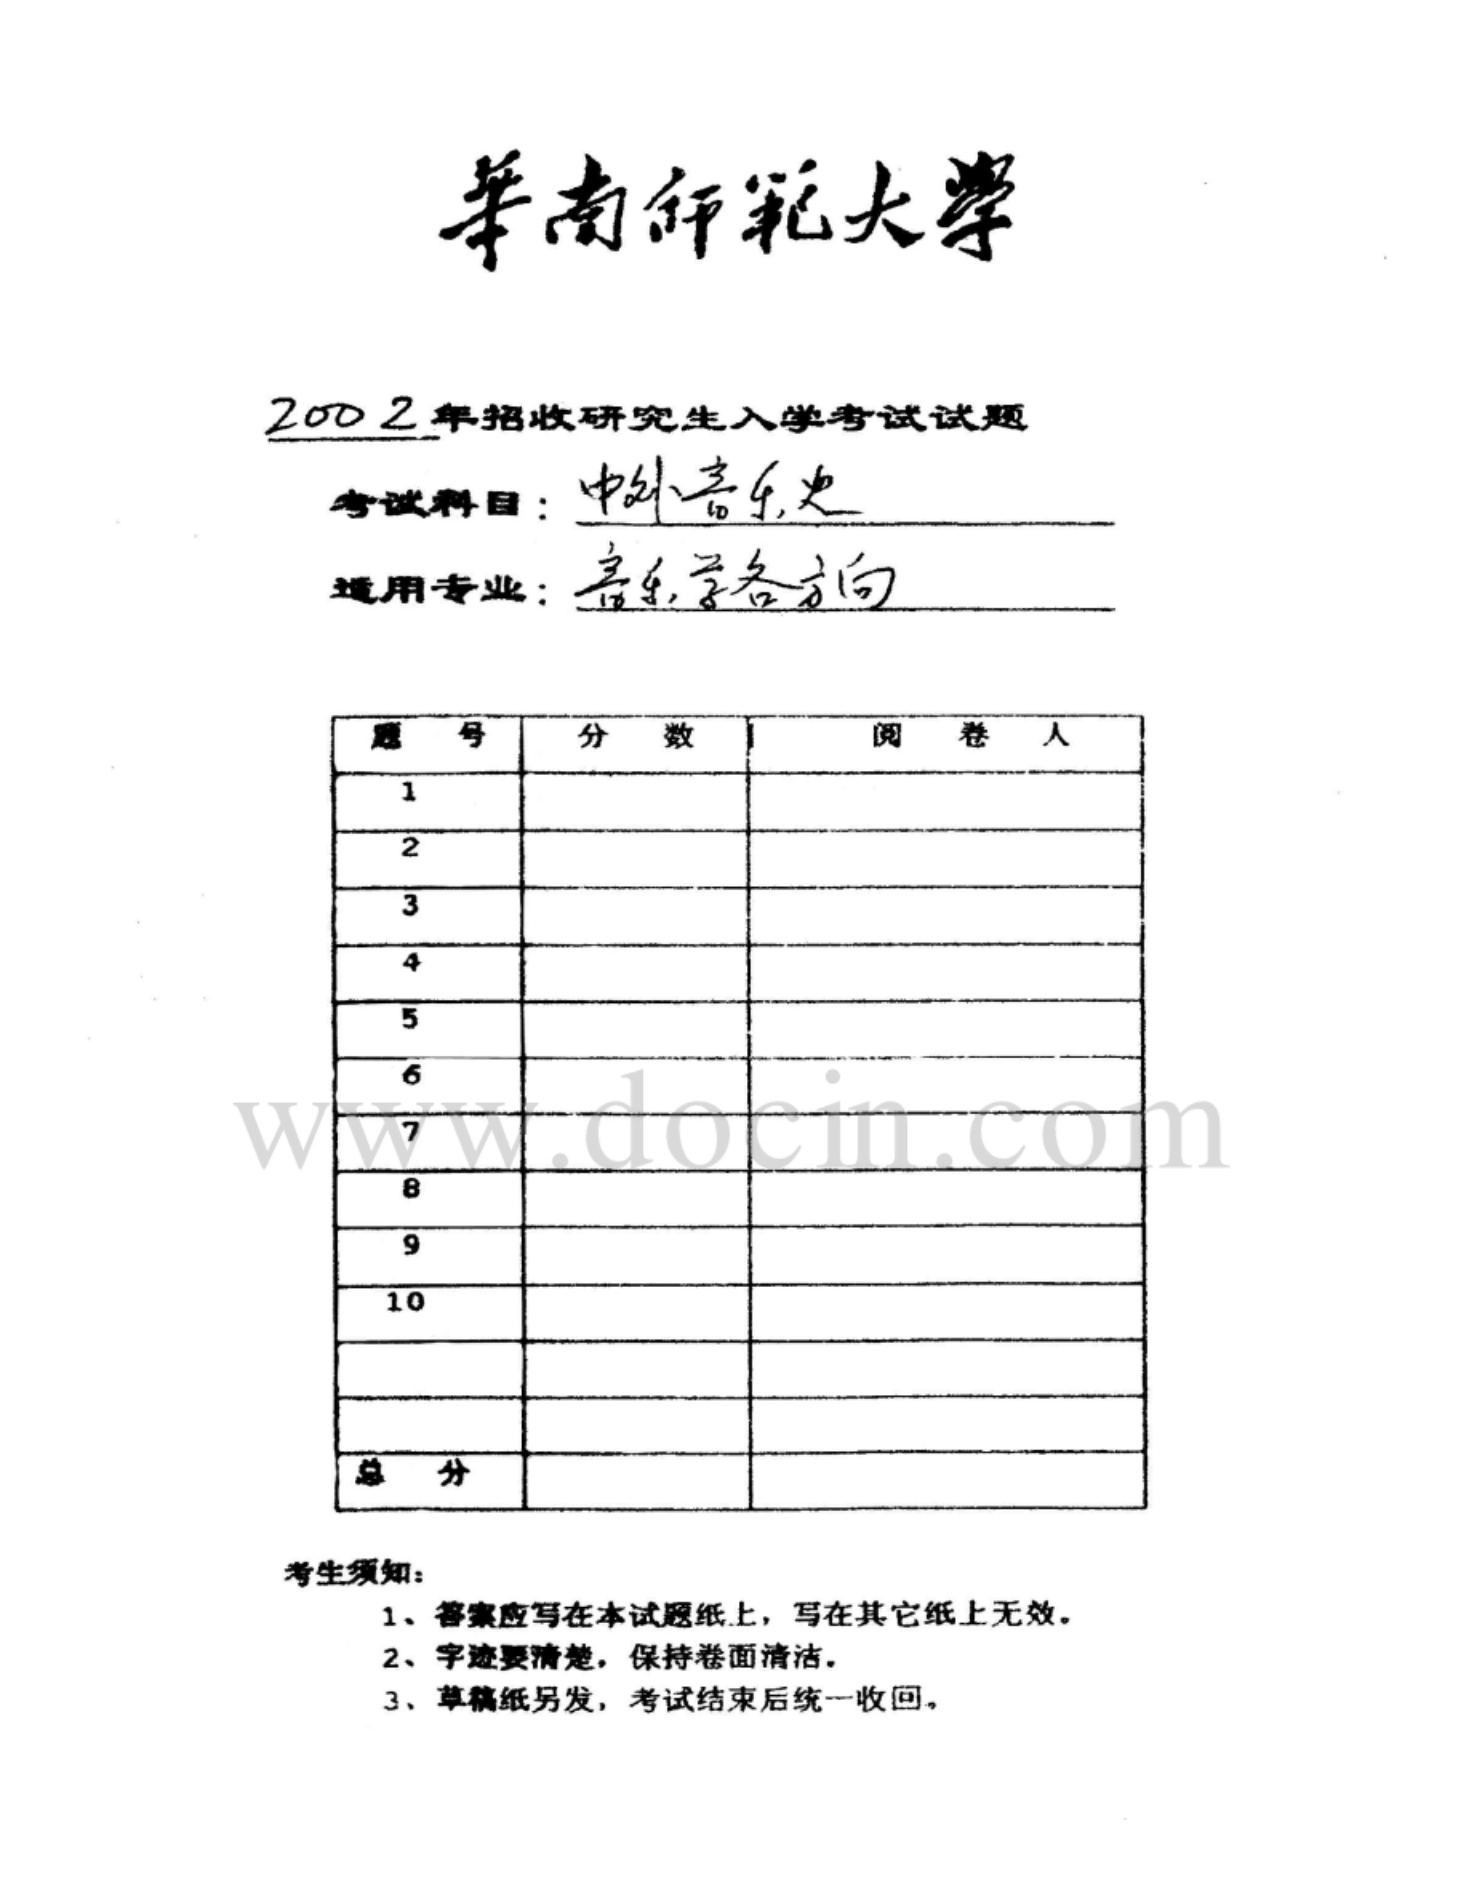 華南师範大學
2002年招收研究生入学考试试题
考试科目：中外音乐史
适用专业：音乐学各方向
题 号 分 数 阅 卷 人
1
2
3
4
5
6
www.docin.com
7
8
9
10
总 分
考生须知：
1、答案应写在本试题纸上，写在其它纸上无效。
2、字迹要清楚，保持卷面清洁。
3、草稿纸另发，考试结束后统一收回。